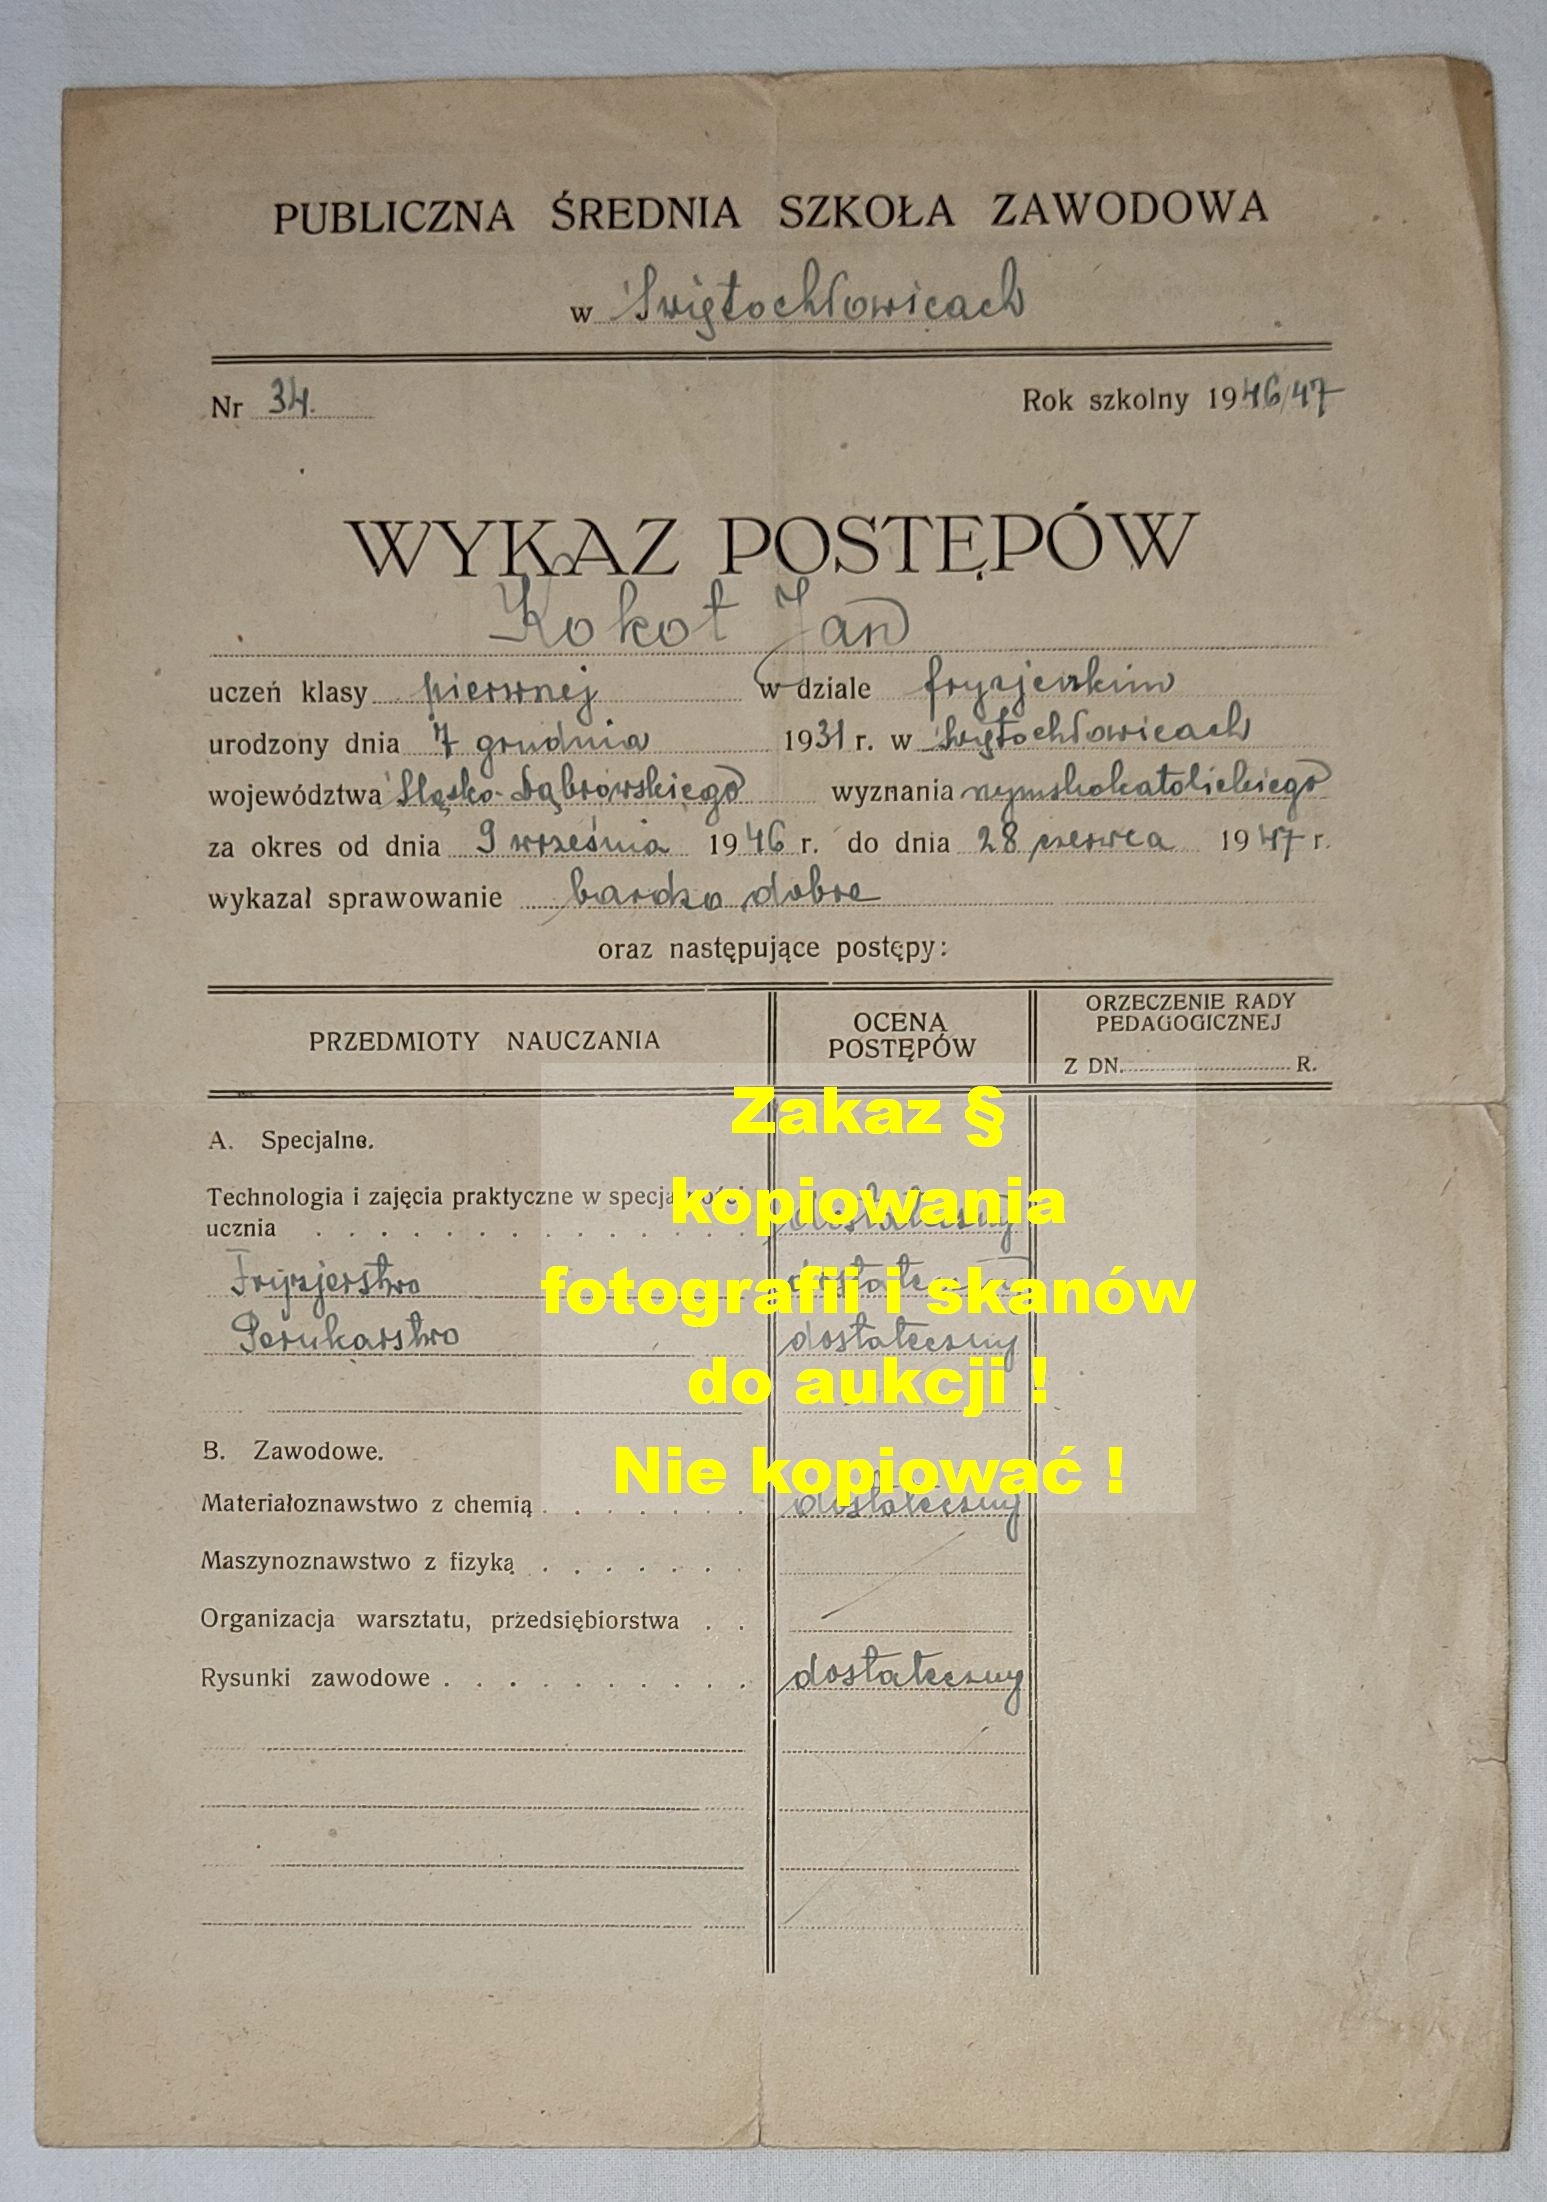 PUBLICZNA ŚREDNIA SZKOŁA ZAWODOWA
w Świętochłowicach
Nr 34. Rok szkolny 1946/47
WYKAZ POSTĘPÓW
Kokot Jan
uczeń klasy pierwnej w dziale fryzjerskim
urodzony dnia 7 grudnia 1931 r. w Świętochłowicach
województwa Śląsko-Dąbrowskiego wyznania rzymskokatolickiego
za okres od dnia 9 września 1946 r. do dnia 28 czerwca 1947 r.
wykazał sprawowanie bardzo dobre
oraz następujące postępy:
PRZEDMIOTY NAUCZANIA OCENA POSTĘPÓW ORZECZENIE RADY PEDAGOGICZNEJ
Z DN. R.
A. Specjalne.
Technologia i zajęcia praktyczne w specjalności
ucznia dostateczny
Fryzjerstwo dostateczny
Perukarstwo dostateczny
B. Zawodowe.
Materiałoznawstwo z chemią dostateczny
Maszynoznawstwo z fizyką
Organizacja warsztatu, przedsiębiorstwa
Rysunki zawodowe dostateczny
Zakaz §
kopiowania
fotografii i skanów
do aukcji !
Nie kopiować !